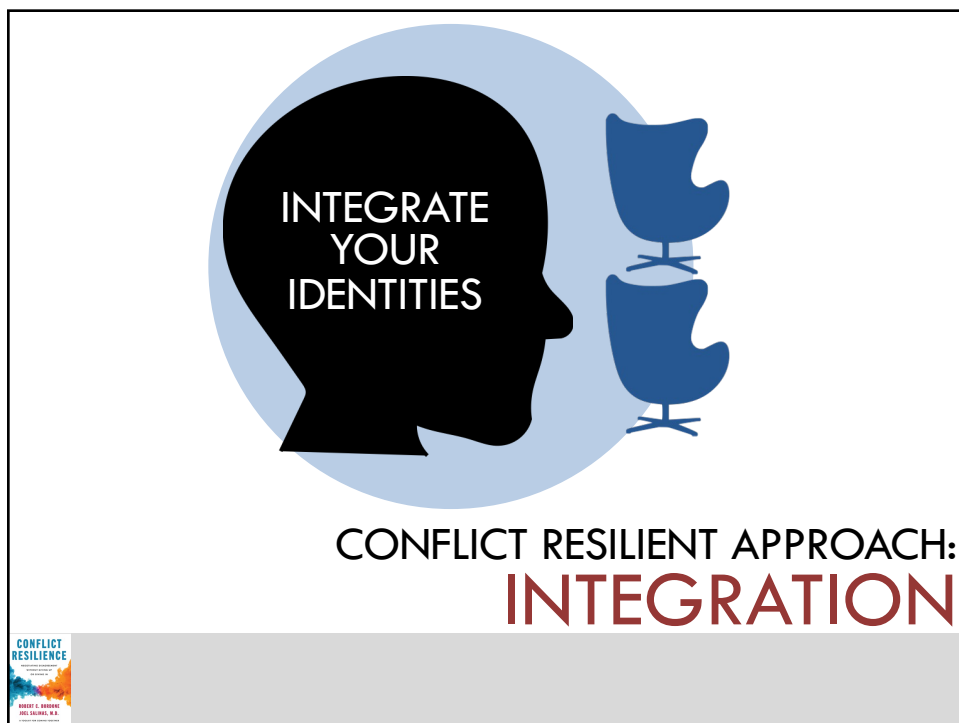 INTEGRATE
YOUR
IDENTITIES
CONFLICT RESILIENT APPROACH:
INTEGRATION
CONFLICT
RESILIENCE
ROBERT C. BORDONE
JOEL SALINAS, M.D.